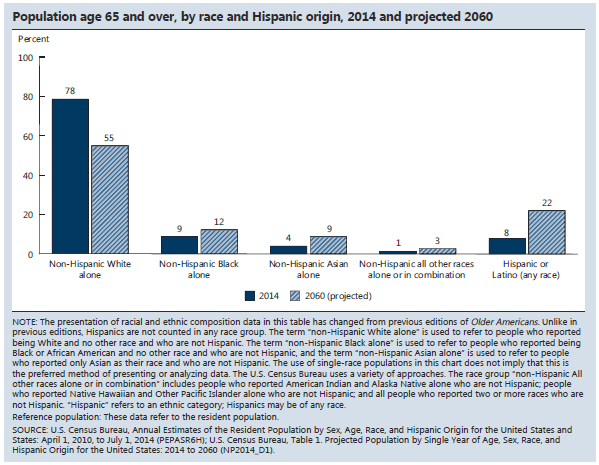 Population age 65 and over, by race and Hispanic origin, 2014 and projected 2060
Percent
100
80
60
40
20
0
78
55
9
12
4
9
1
3
8
22
Non-Hispanic White
alone
Non-Hispanic Black
alone
Non-Hispanic Asian
alone
Non-Hispanic all other races
alone or in combination
Hispanic or
Latino (any race)
2014
2060 (projected)
NOTE: The presentation of racial and ethnic composition data in this table has changed from previous editions of Older Americans. Unlike in
previous editions, Hispanics are not counted in any race group. The term "non-Hispanic White alone" is used to refer to people who reported
being White and no other race and who are not Hispanic. The term "non-Hispanic Black alone" is used to refer to people who reported being
Black or African American and no other race and who are not Hispanic, and the term "non-Hispanic Asian alone" is used to refer to people
who reported only Asian as their race and who are not Hispanic. The use of single-race populations in this chart does not imply that this is
the preferred method of presenting or analyzing data. The U.S. Census Bureau uses a variety of approaches. The race group "non-Hispanic All
other races alone or in combination" includes people who reported American Indian and Alaska Native alone who are not Hispanic; people
who reported Native Hawaiian and Other Pacific Islander alone who are not Hispanic; and all people who reported two or more races who are
not Hispanic. "Hispanic" refers to an ethnic category; Hispanics may be of any race.
Reference population: These data refer to the resident population.
SOURCE: U.S. Census Bureau, Annual Estimates of the Resident Population by Sex, Age, Race, and Hispanic Origin for the United States and
States: April 1, 2010, to July 1, 2014 (PEPASR6H); U.S. Census Bureau, Table 1. Projected Population by Single Year of Age, Sex, Race, and
Hispanic Origin for the United States: 2014 to 2060 (NP2014_D1).